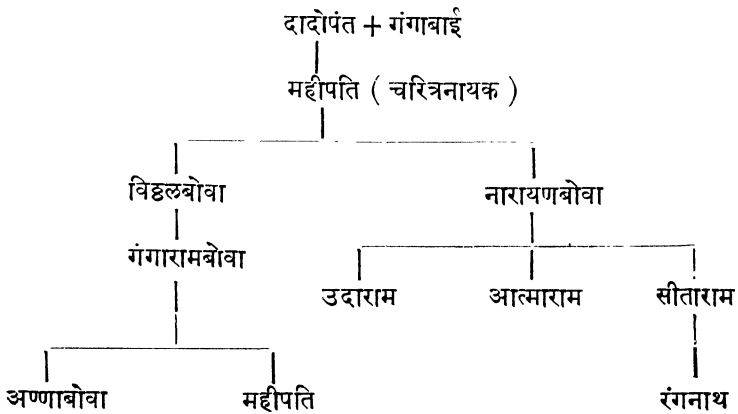 दादोपंत + गंगाबाई
महीपति ( चरित्रनायक )
विठ्ठलबोवा नारायणबोवा
गंगारामबोवा
उदाराम आत्माराम सीताराम
अण्णाबोवा महीपति रंगनाथ